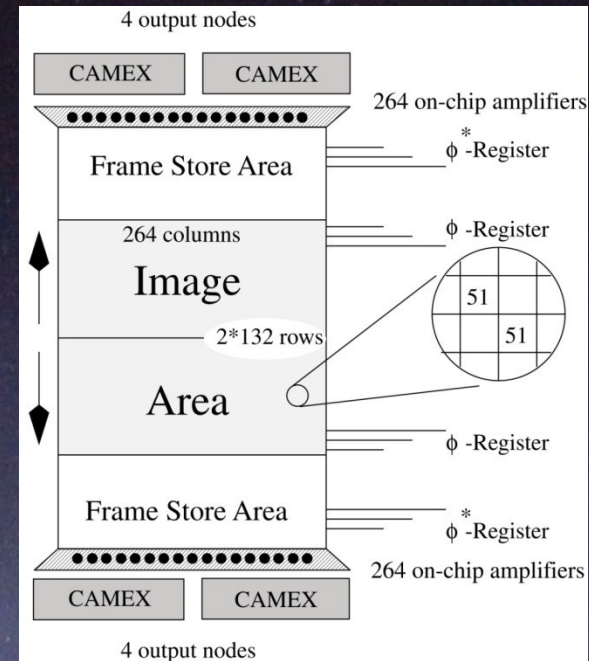 4 output nodes
CAMEX CAMEX
264 on-chip amplifiers
*
ϕ -Register
Frame Store Area
ϕ -Register
264 columns
Image
51
2*132 rows
51
Area
ϕ -Register
Frame Store Area
*
ϕ -Register
264 on-chip amplifiers
CAMEX CAMEX
4 output nodes